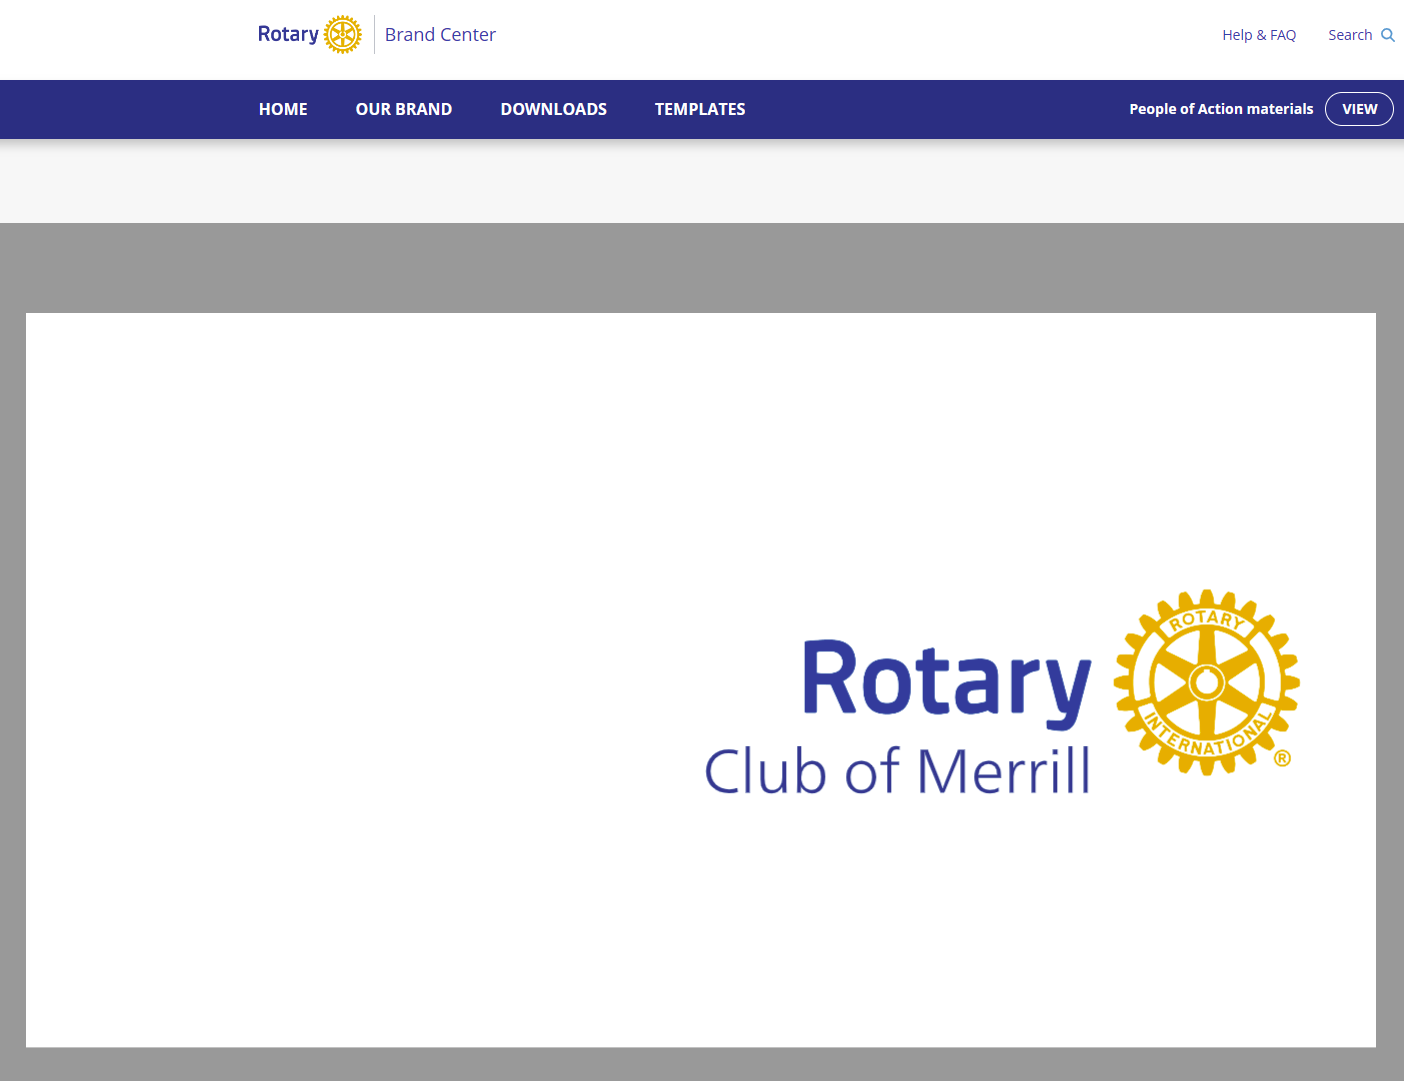 Rotary Brand Center Help & FAQ Search
HOME OUR BRAND DOWNLOADS TEMPLATES People of Action materials VIEW
Rotary
Club of Merrill
ROTARY
INTERNATIONAL
®